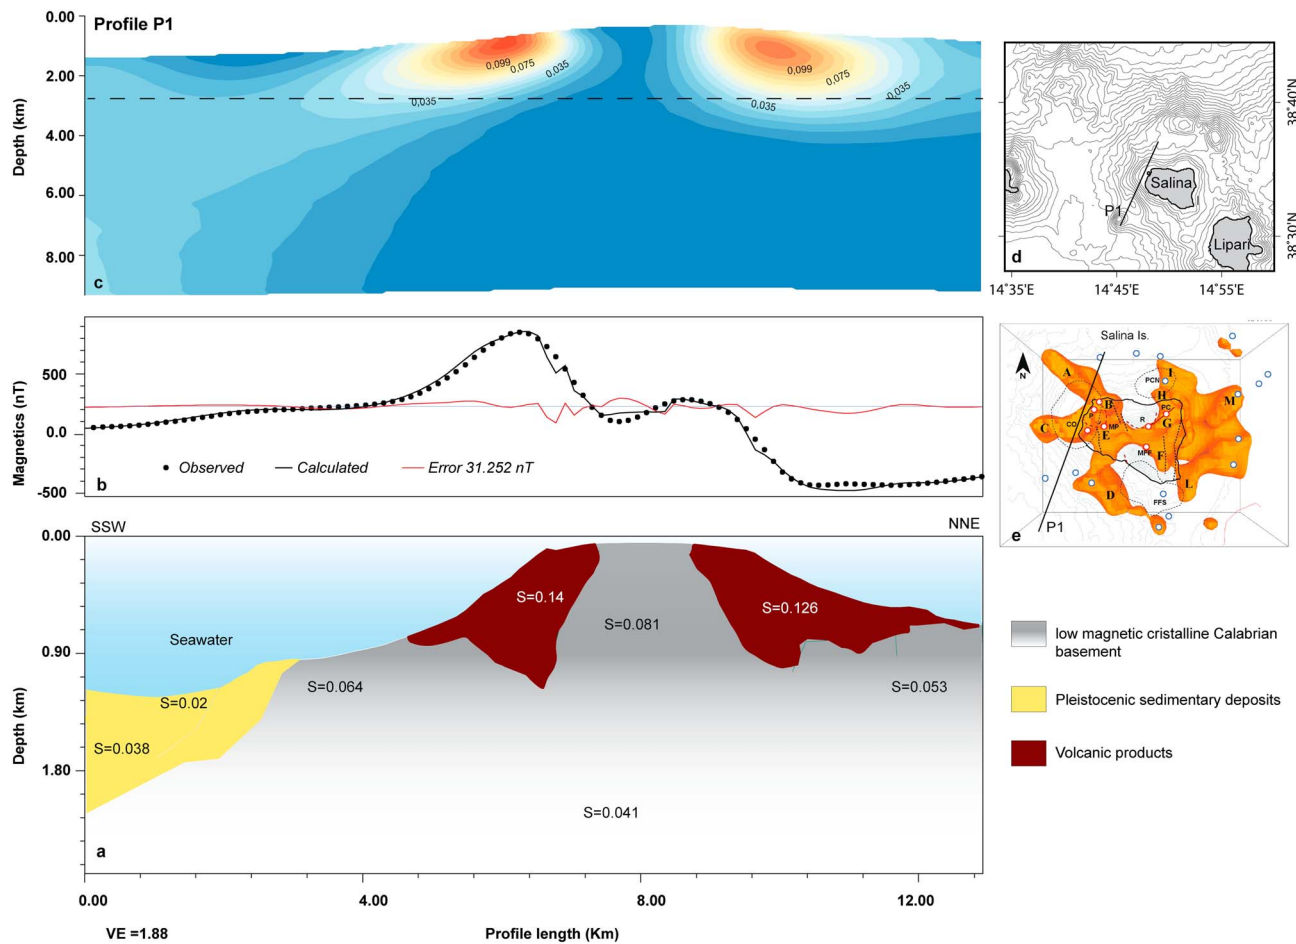 Profile P1
0.00
2.00
4.00
6.00
8.00
Depth (km)
0,099
0,075
0,035
0,035
0,099
0,075
0,035
0,035
c
Salina
P1
Lipari
d
38°40'N
38°30'N
14°35'E
14°45'E
14°55'E
500
0.0
-500
Magnetics (nT)
Observed
Calculated
Error 31.252 nT
b
Salina Is.
N
A
B
C
D
E
F
G
H
I
L
M
PCN
PC
P
CO
MP
R
MFF
FFS
P1
e
SSW
NNE
0.00
0.90
1.80
Depth (km)
Seawater
S=0.14
S=0.126
S=0.081
S=0.064
S=0.053
S=0.02
S=0.038
S=0.041
a
0.00
4.00
8.00
12.00
VE =1.88
Profile length (Km)
low magnetic cristalline Calabrian
basement
Pleistocenic sedimentary deposits
Volcanic products